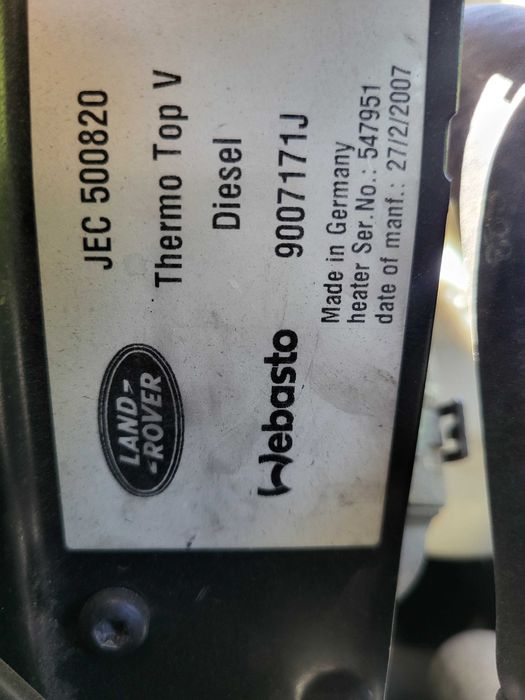 LAND-
-ROVER
JEC 500820
Thermo Top V
Diesel
Webasto
9007171J
Made in Germany
heater Ser.No.: 547951
date of manf.: 27/2/2007